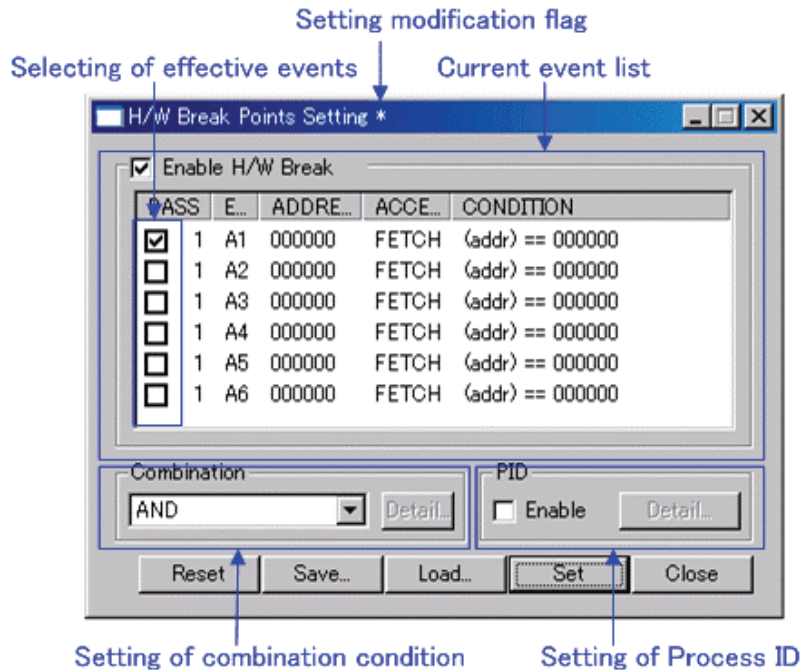 Setting modification flag
Selecting of effective events
Current event list
H/W Break Points Setting *
Enable H/W Break
PASS E... ADDRE... ACCE... CONDITION
1 A1 000000 FETCH (addr) == 000000
1 A2 000000 FETCH (addr) == 000000
1 A3 000000 FETCH (addr) == 000000
1 A4 000000 FETCH (addr) == 000000
1 A5 000000 FETCH (addr) == 000000
1 A6 000000 FETCH (addr) == 000000
Combination
PID
AND Detail...
Enable Detail...
Reset Save... Load... Set Close
Setting of combination condition
Setting of Process ID